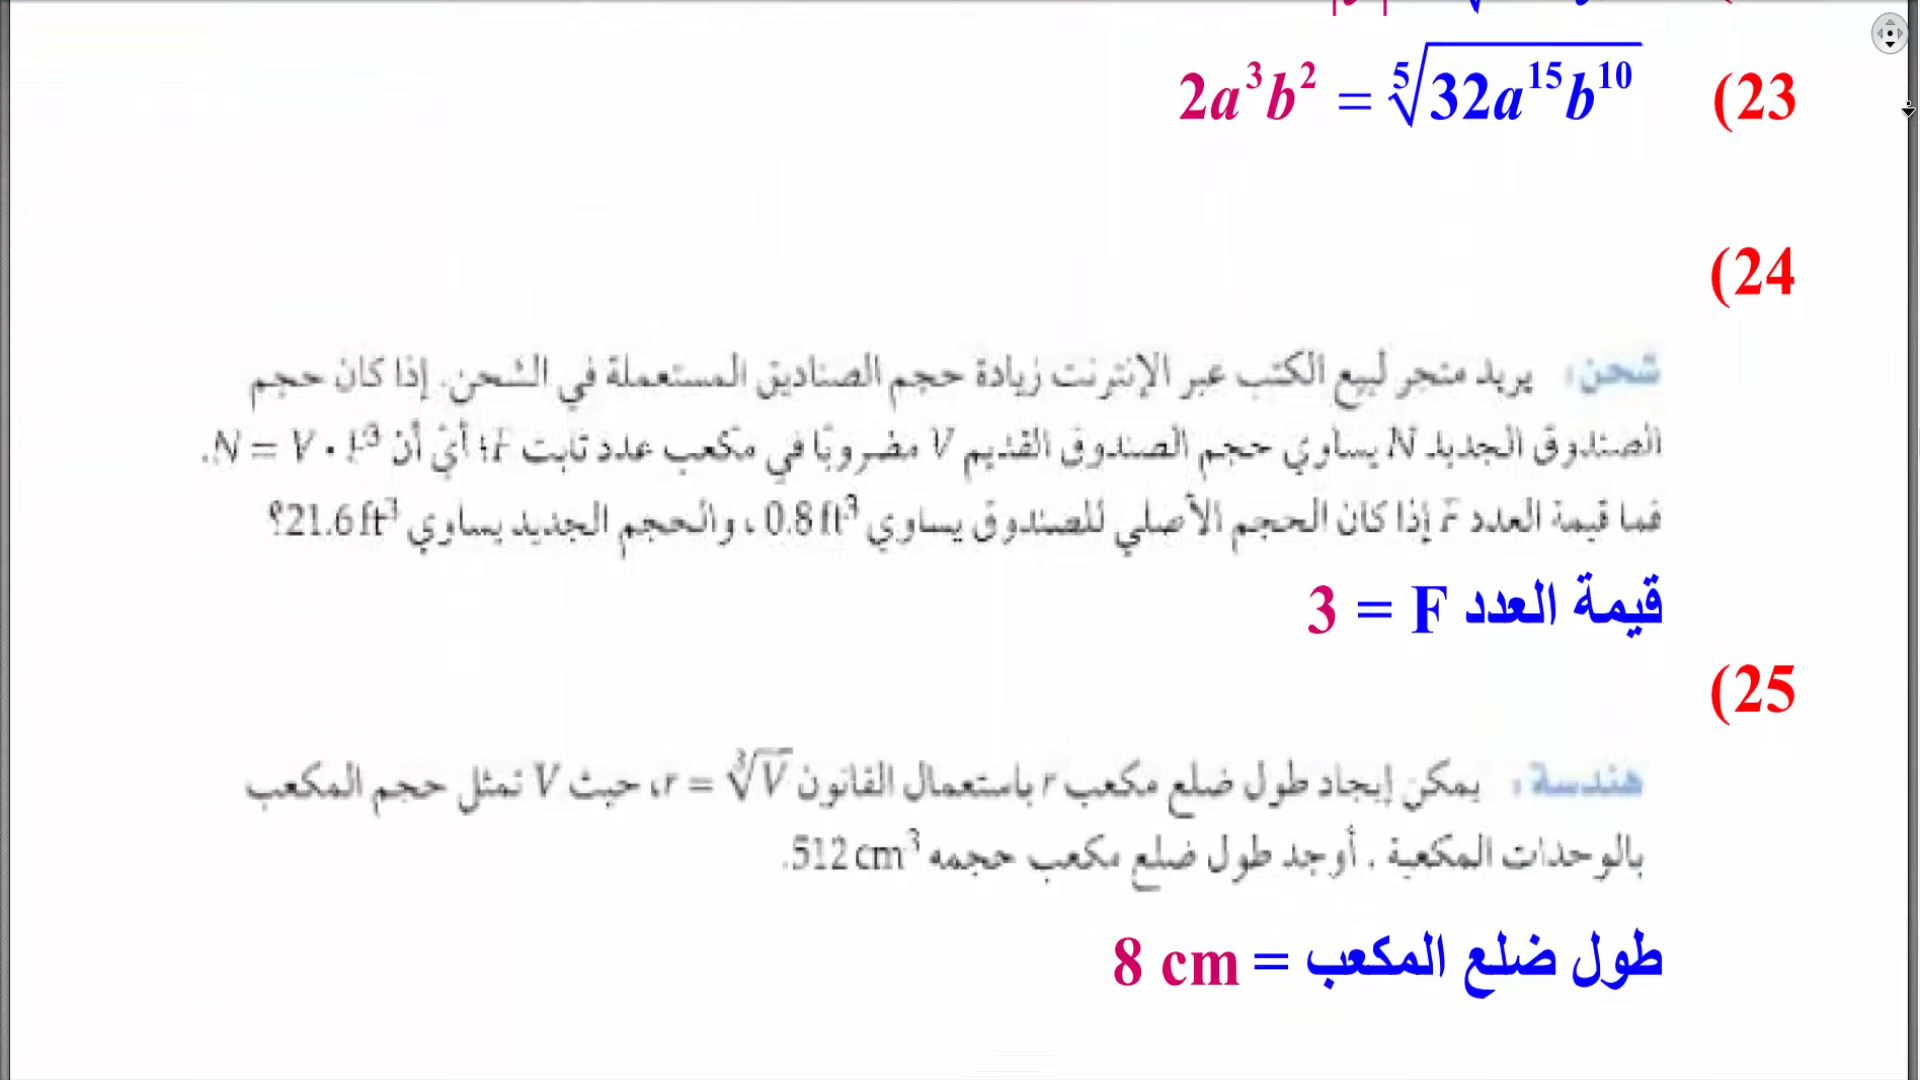 23) ⁵√32a¹⁵b¹⁰ = 2a³b²
24)
شحن: يريد متجر لبيع الكتب عبر الإنترنت زيادة حجم الصناديق المستعملة في الشحن. إذا كان حجم
الصندوق الجديد N يساوي حجم الصندوق القديم V مضروبًا في مكعب عدد ثابت F؛ أيْ أن N = V · F³.
فما قيمة العدد F إذا كان الحجم الأصلي للصندوق يساوي 0.8 ft³، والحجم الجديد يساوي 21.6 ft³؟
قيمة العدد F = 3
25)
هندسة: يمكن إيجاد طول ضلع مكعب r باستعمال القانون r = ∛V، حيث V تمثل حجم المكعب
بالوحدات المكعبة. أوجد طول ضلع مكعب حجمه 512 cm³.
طول ضلع المكعب = 8 cm